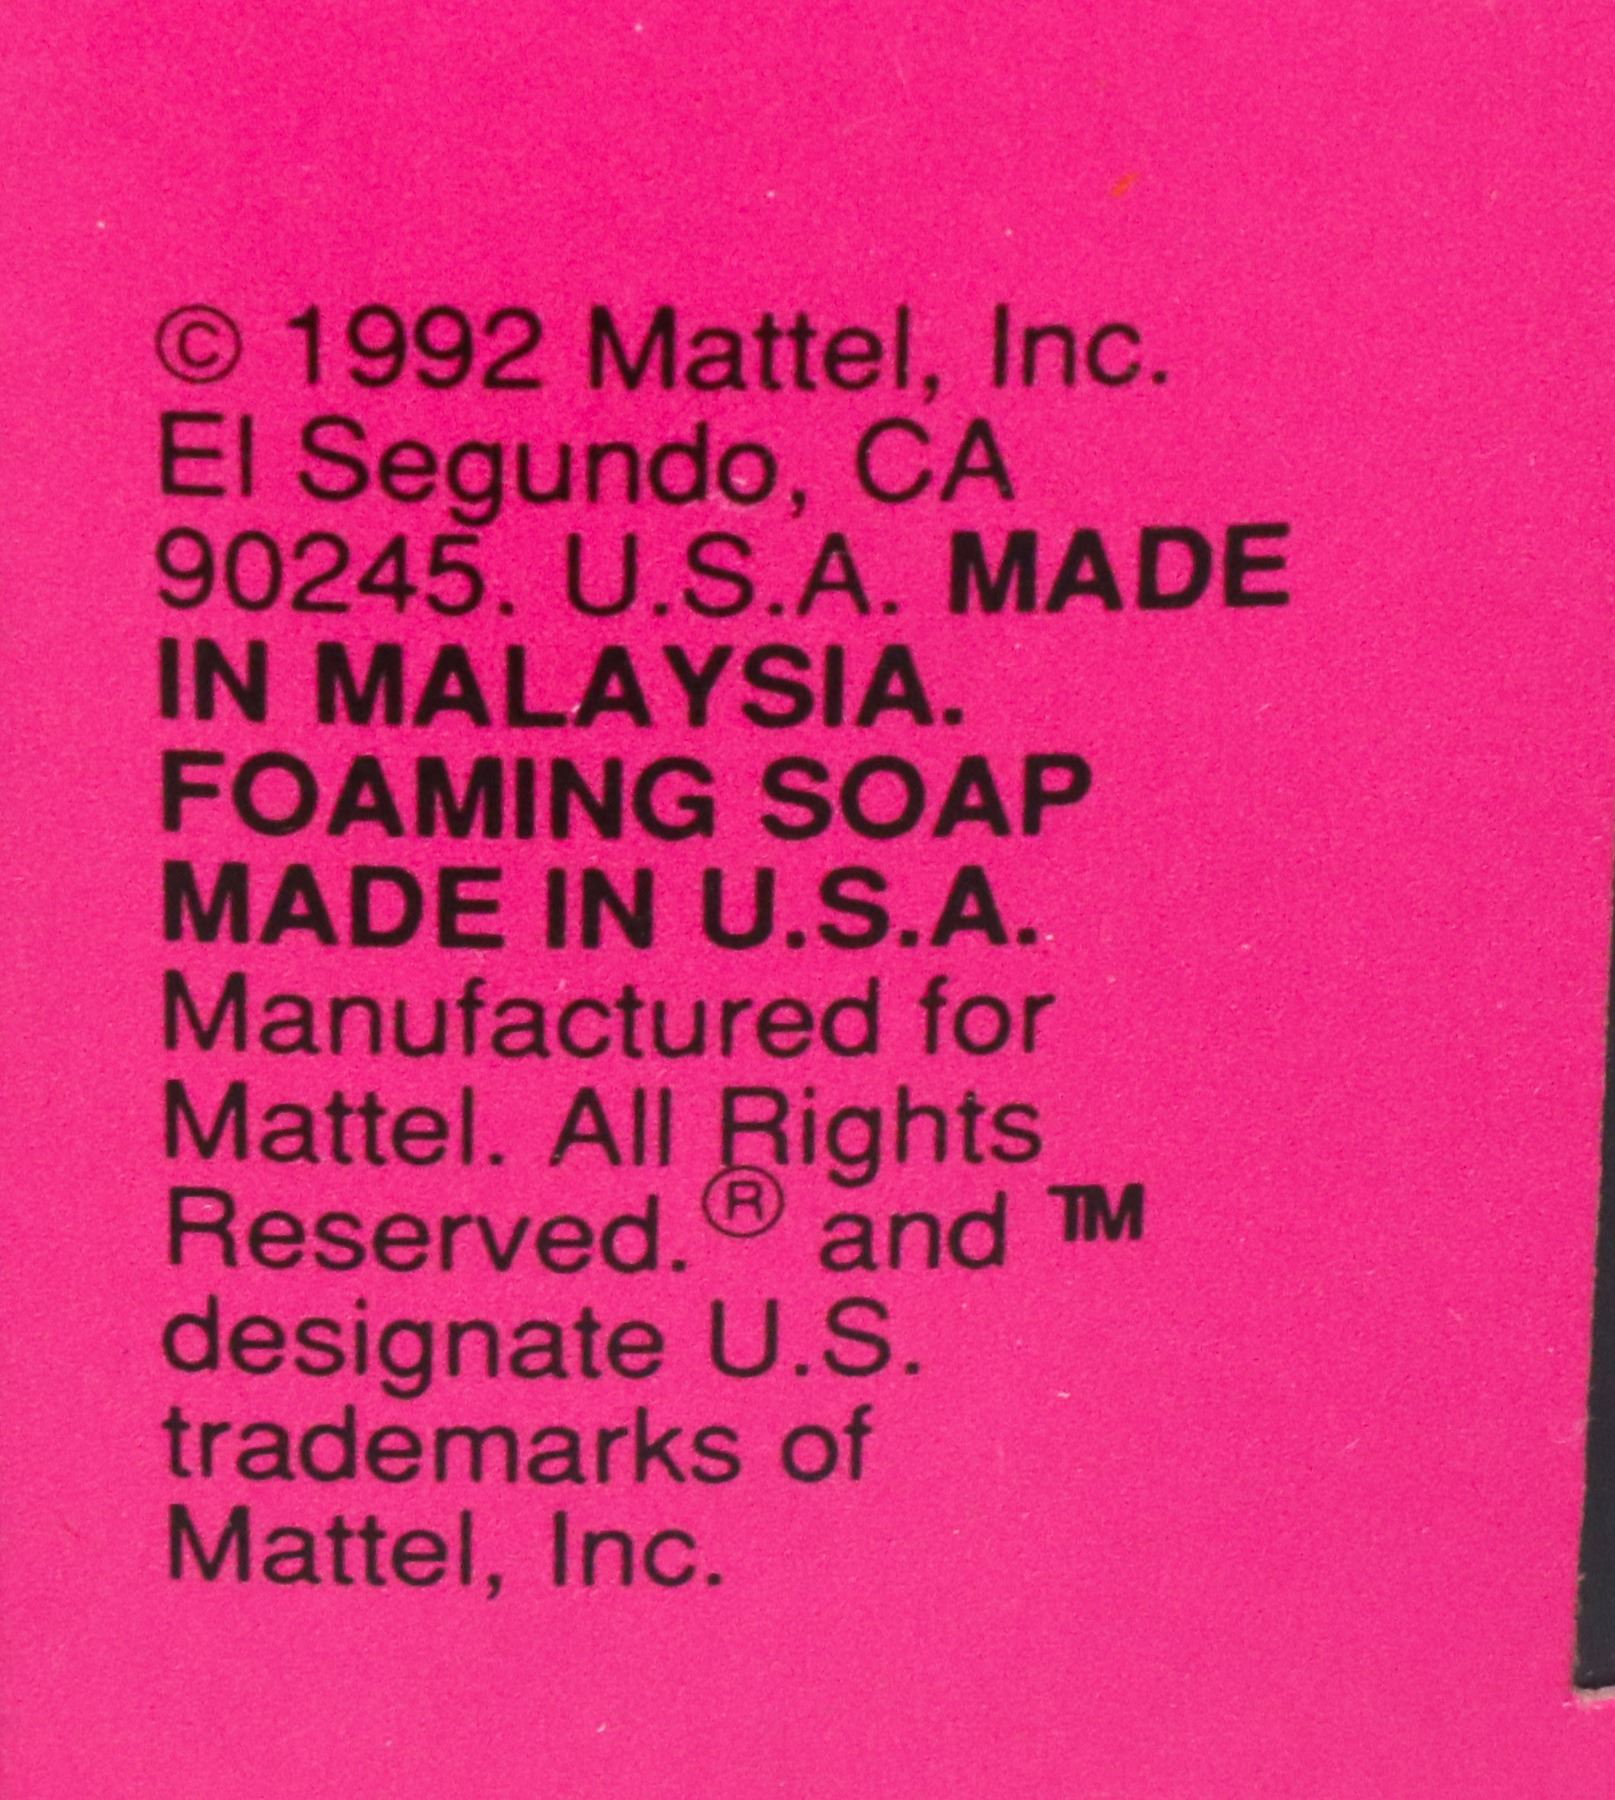 © 1992 Mattel, Inc.
El Segundo, CA
90245. U.S.A. MADE
IN MALAYSIA.
FOAMING SOAP
MADE IN U.S.A.
Manufactured for
Mattel. All Rights
Reserved. ® and ™
designate U.S.
trademarks of
Mattel, Inc.